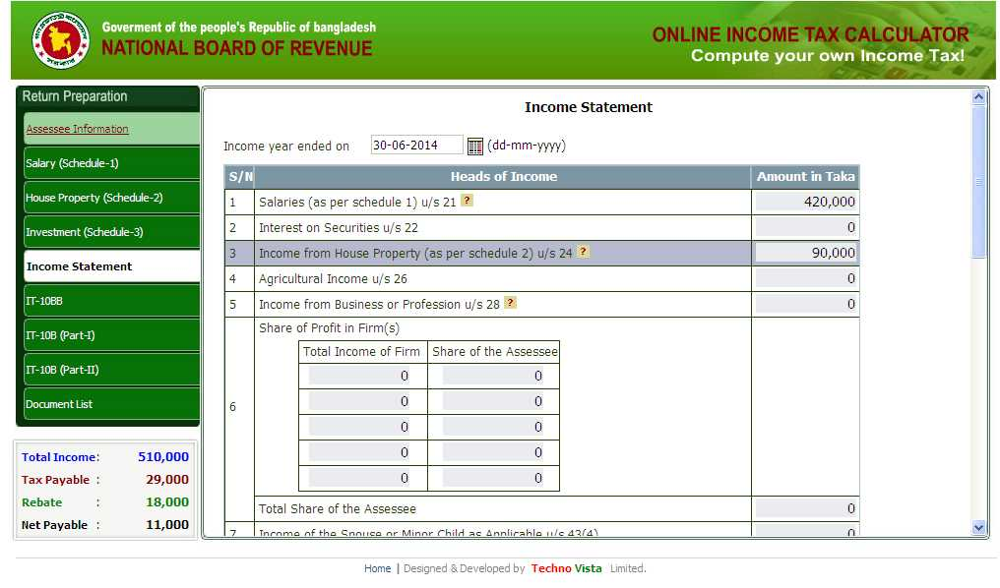 Goverment of the people's Republic of bangladesh
NATIONAL BOARD OF REVENUE
ONLINE INCOME TAX CALCULATOR
Compute your own Income Tax!
Return Preparation
Assessee Information
Salary (Schedule-1)
House Property (Schedule-2)
Investment (Schedule-3)
Income Statement
IT-10BB
IT-10B (Part-I)
IT-10B (Part-II)
Document List
Total Income: 510,000
Tax Payable : 29,000
Rebate : 18,000
Net Payable : 11,000
Income Statement
Income year ended on 30-06-2014 (dd-mm-yyyy)
S/N Heads of Income Amount in Taka
1 Salaries (as per schedule 1) u/s 21 ? 420,000
2 Interest on Securities u/s 22 0
3 Income from House Property (as per schedule 2) u/s 24 ? 90,000
4 Agricultural Income u/s 26 0
5 Income from Business or Profession u/s 28 ? 0
6 Share of Profit in Firm(s)
Total Income of Firm Share of the Assessee
0 0
0 0
0 0
0 0
0 0
Total Share of the Assessee 0
7 Income of the Spouse or Minor Child as Applicable u/s 43(4) 0
Home | Designed & Developed by Techno Vista Limited.